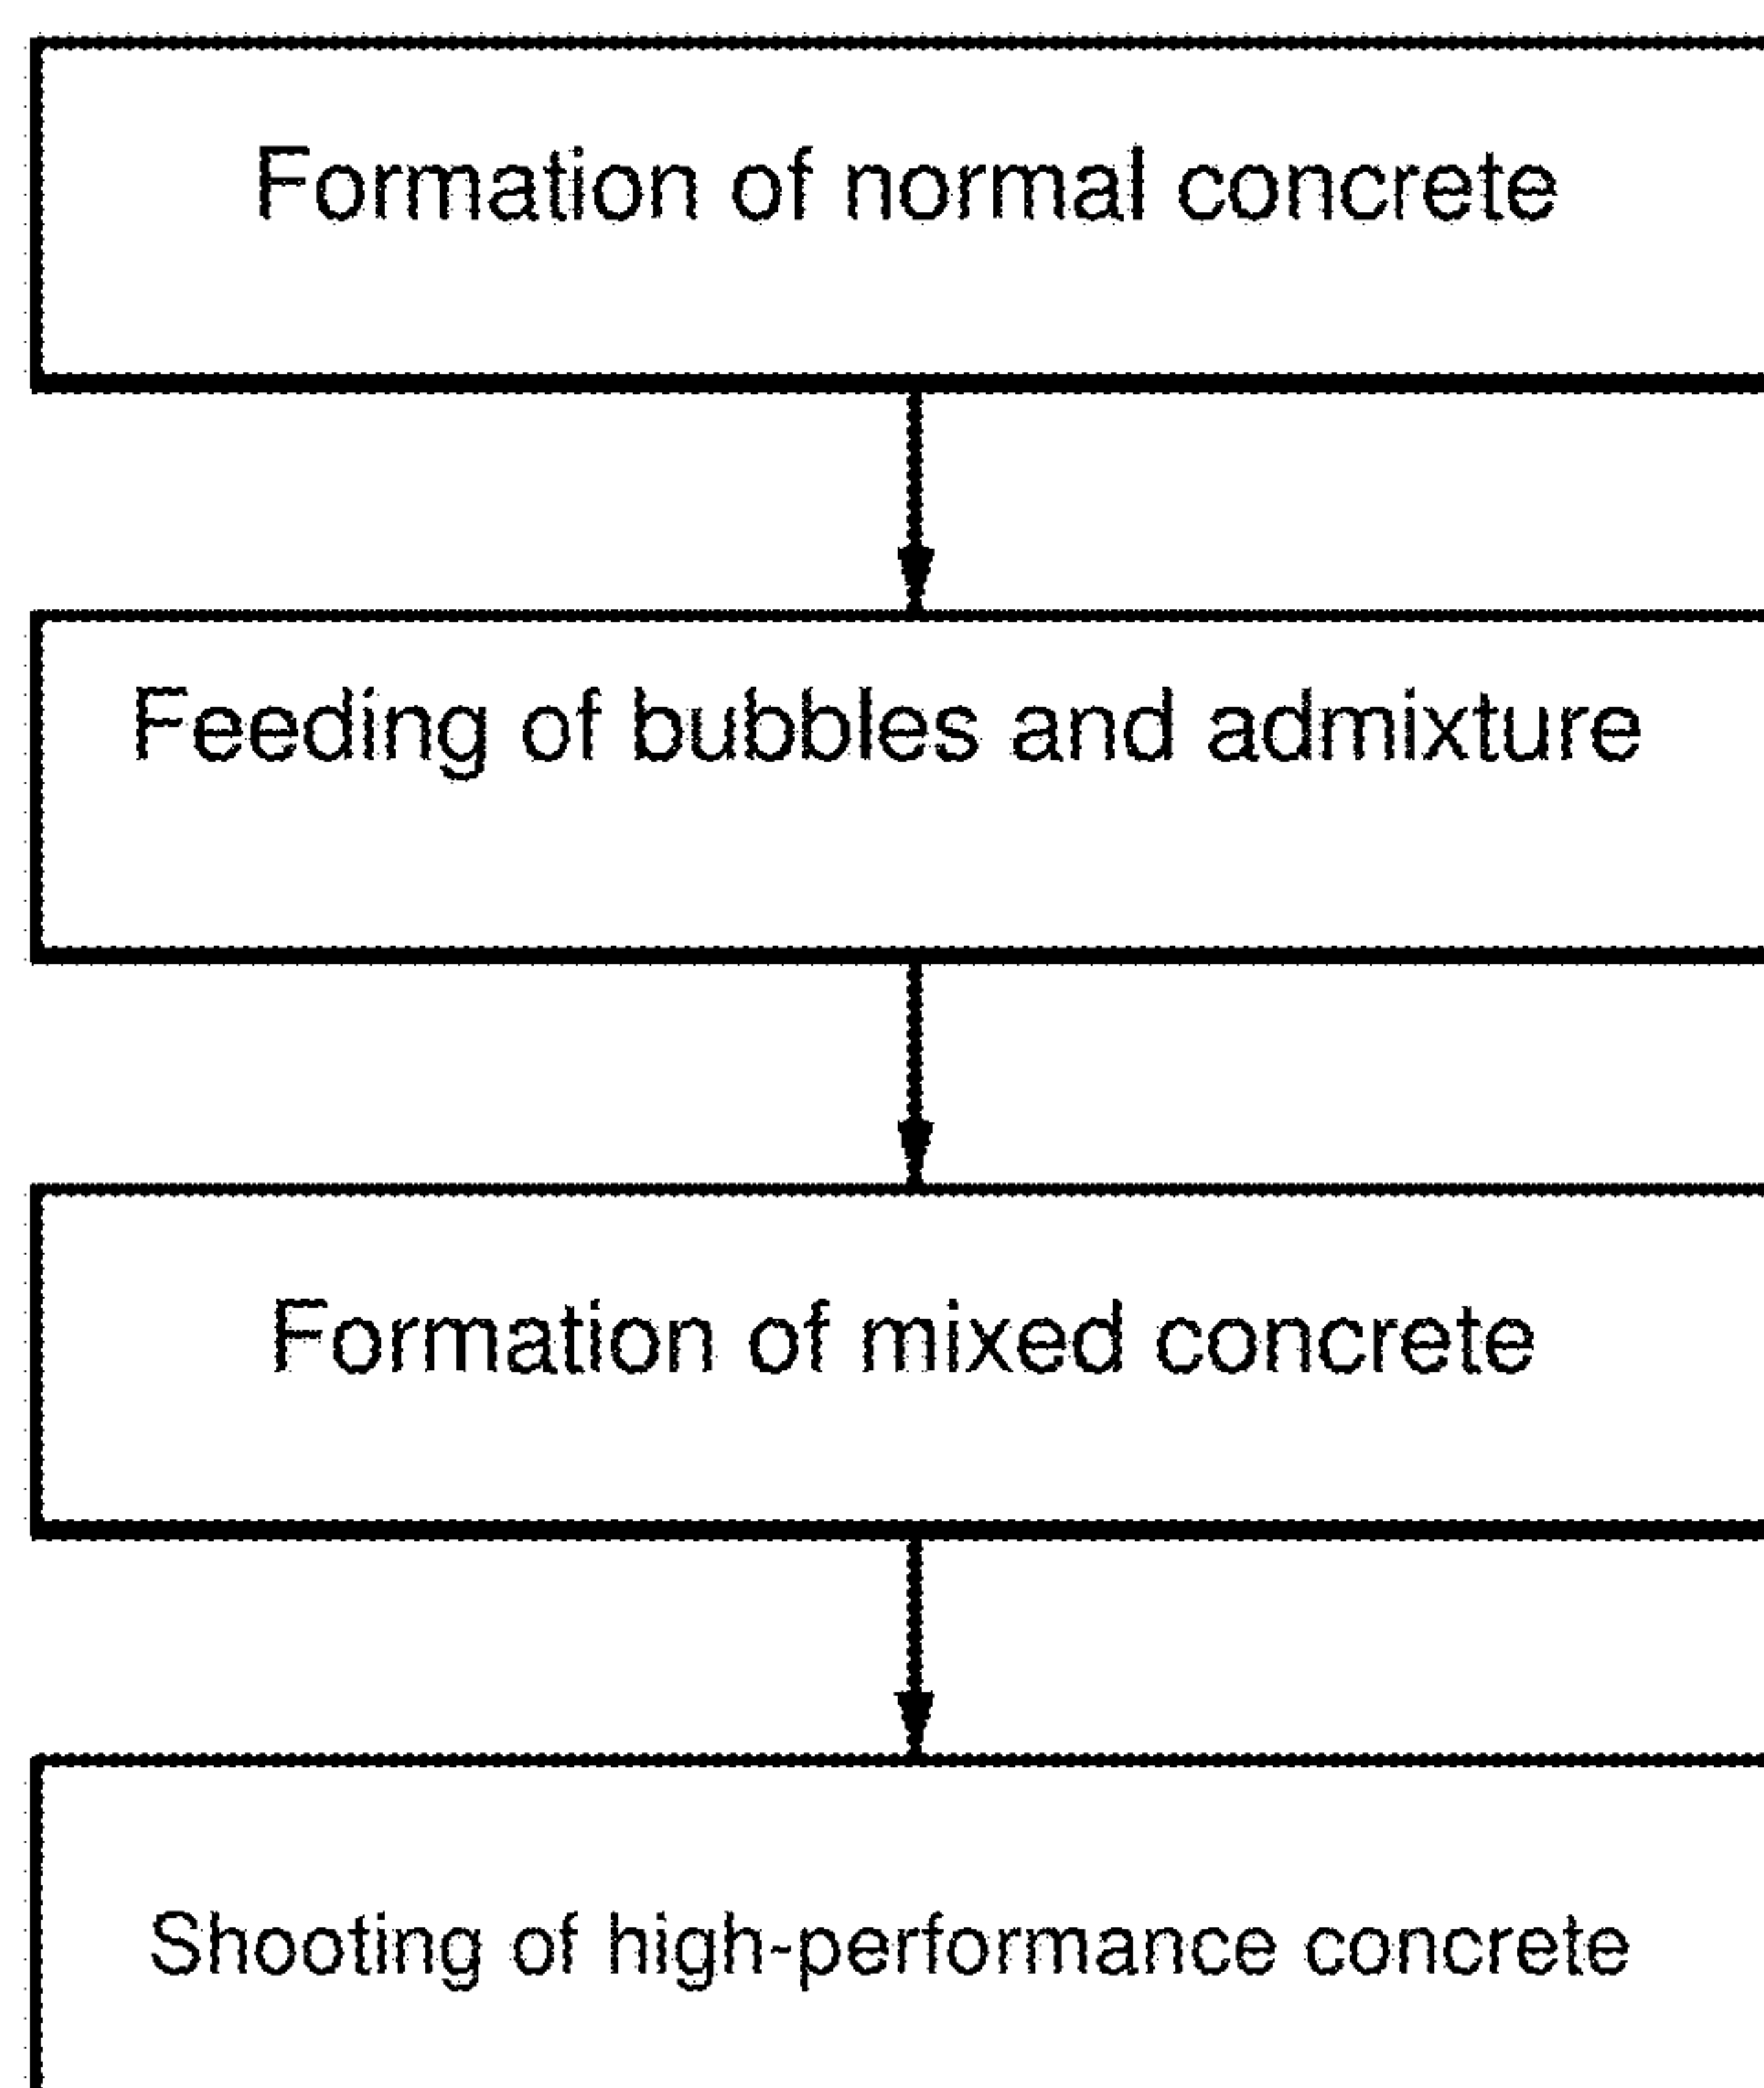 Formation of normal concrete
Feeding of bubbles and admixture
Formation of mixed concrete
Shooting of high-performance concrete